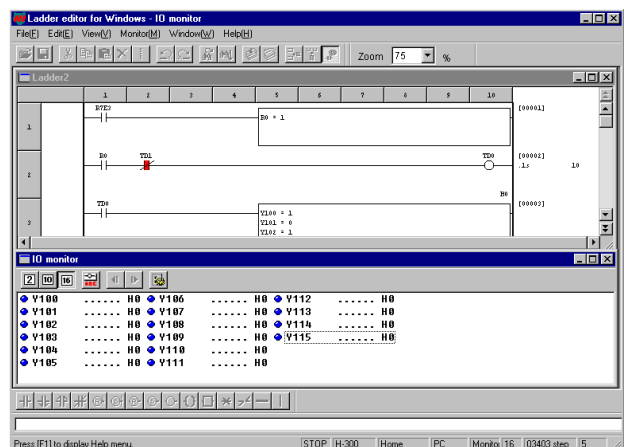 Ladder editor for Windows - IO monitor
File[F] Edit[E] View[V] Monitor[M] Window[W] Help[H]
Zoom 75 %
Ladder2
1 2 3 4 5 6 7 8 9 10
R7E3 [00001]
1 R0 = 1
R0 TD1 TD0 [00002]
.1s 10
2
H0
TD0 [00003]
3 Y100 = 1
Y101 = 0
Y102 = 1
IO monitor
2 10 16
Y100 ...... H0 Y106 ...... H0 Y112 ...... H0
Y101 ...... H0 Y107 ...... H0 Y113 ...... H0
Y102 ...... H0 Y108 ...... H0 Y114 ...... H0
Y103 ...... H0 Y109 ...... H0 Y115 ...... H0
Y104 ...... H0 Y110 ...... H0
Y105 ...... H0 Y111 ...... H0
Press [F1] to display Help menu. STOP H-300 Home PC Monitor 16 03403 step 5